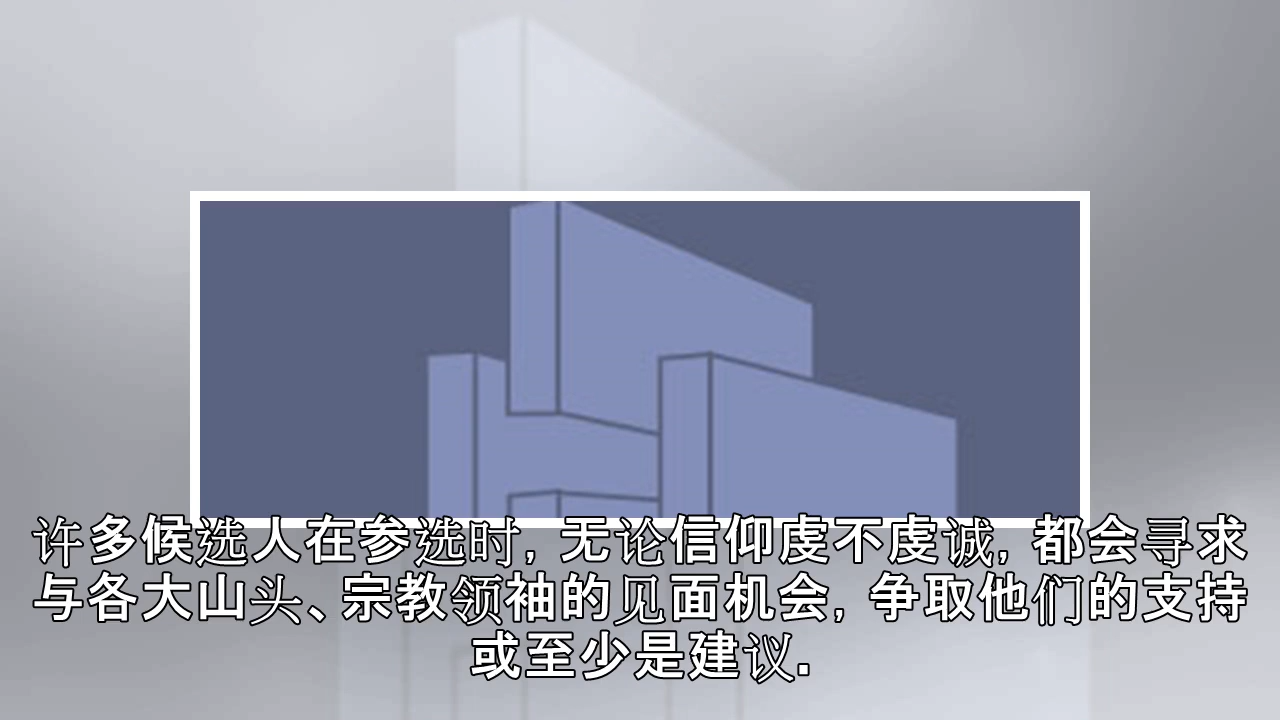 许多候选人在参选时, 无论信仰虔不虔诚, 都会寻求
与各大山头、宗教领袖的见面机会, 争取他们的支持
或至少是建议.